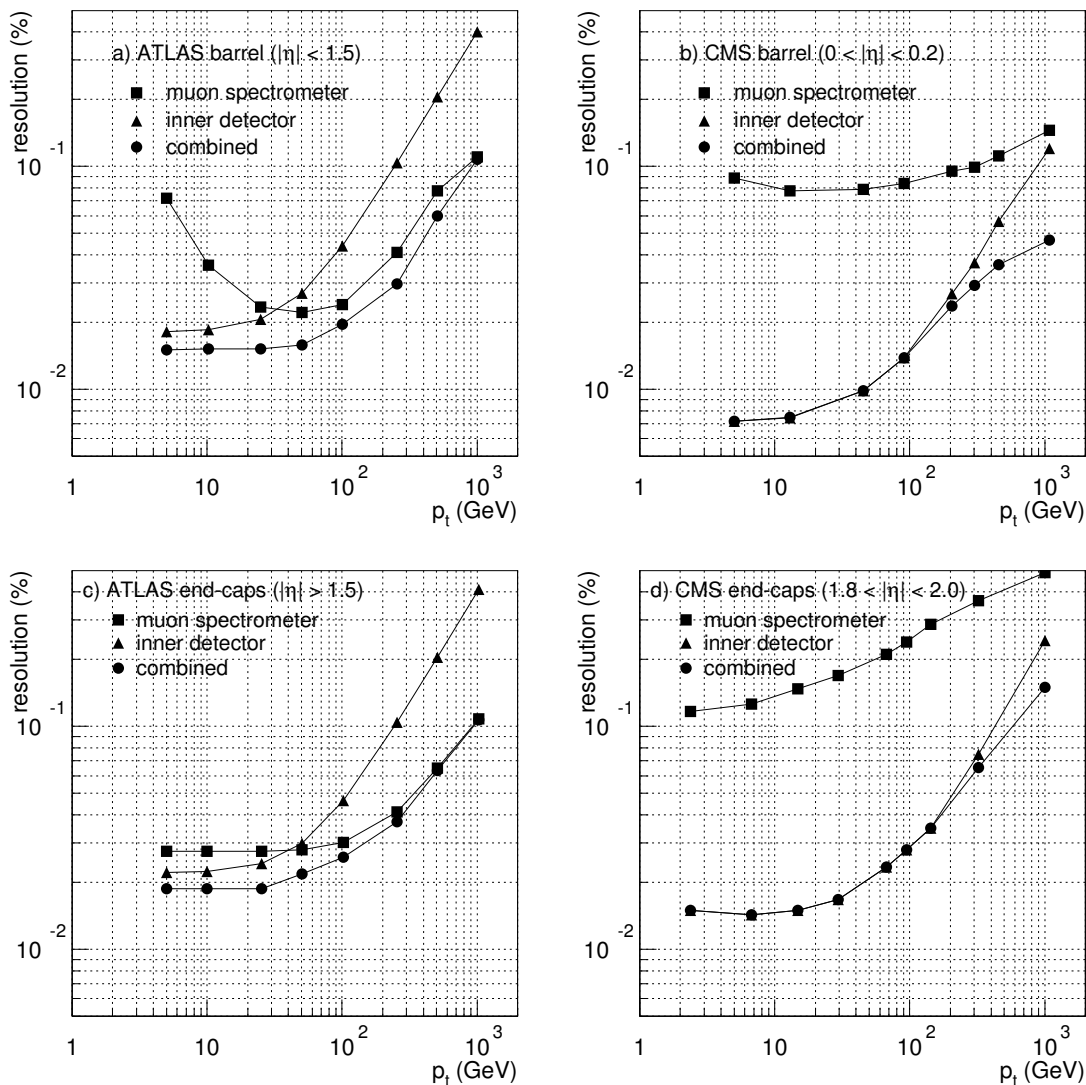 resolution (%)
a) ATLAS barrel (|η| < 1.5)
muon spectrometer
inner detector
combined
10 -1
10 -2
1 10 10 2 10 3
p t (GeV)
resolution (%)
b) CMS barrel (0 < |η| < 0.2)
muon spectrometer
inner detector
combined
10 -1
10 -2
1 10 10 2 10 3
p t (GeV)
resolution (%)
c) ATLAS end-caps (|η| > 1.5)
muon spectrometer
inner detector
combined
10 -1
10 -2
1 10 10 2 10 3
p t (GeV)
resolution (%)
d) CMS end-caps (1.8 < |η| < 2.0)
muon spectrometer
inner detector
combined
10 -1
10 -2
1 10 10 2 10 3
p t (GeV)